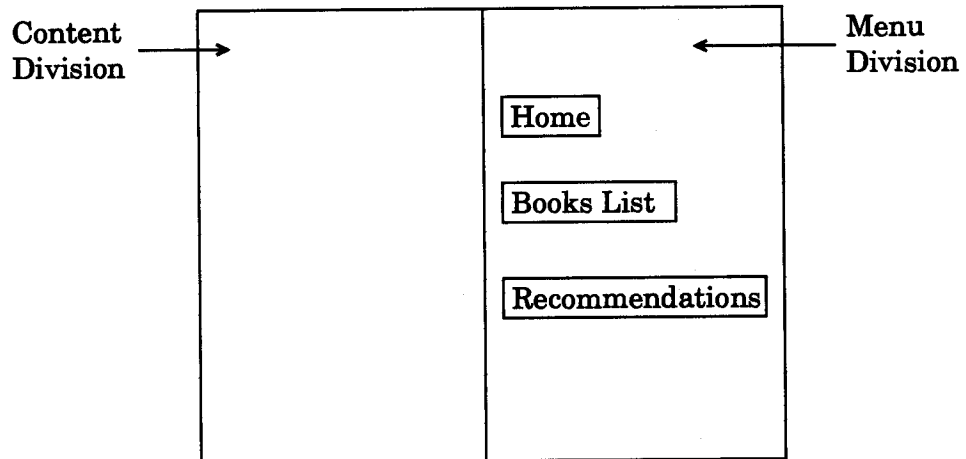 Content
Division
Menu
Division
Home
Books List
Recommendations